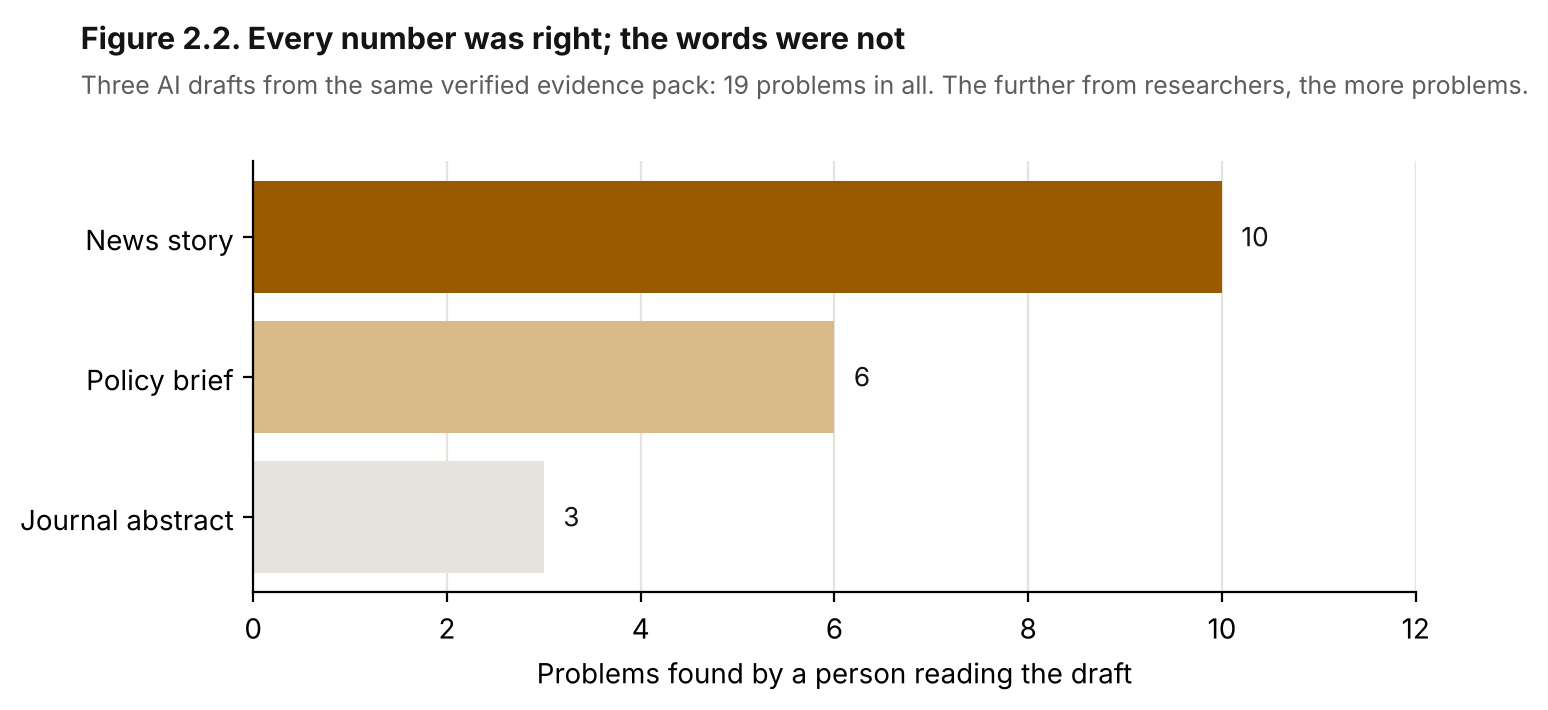 Figure 2.2. Every number was right; the words were not
Three AI drafts from the same verified evidence pack: 19 problems in all. The further from researchers, the more problems.
News story
10
Policy brief
6
Journal abstract
3
0 2 4 6 8 10 12
Problems found by a person reading the draft